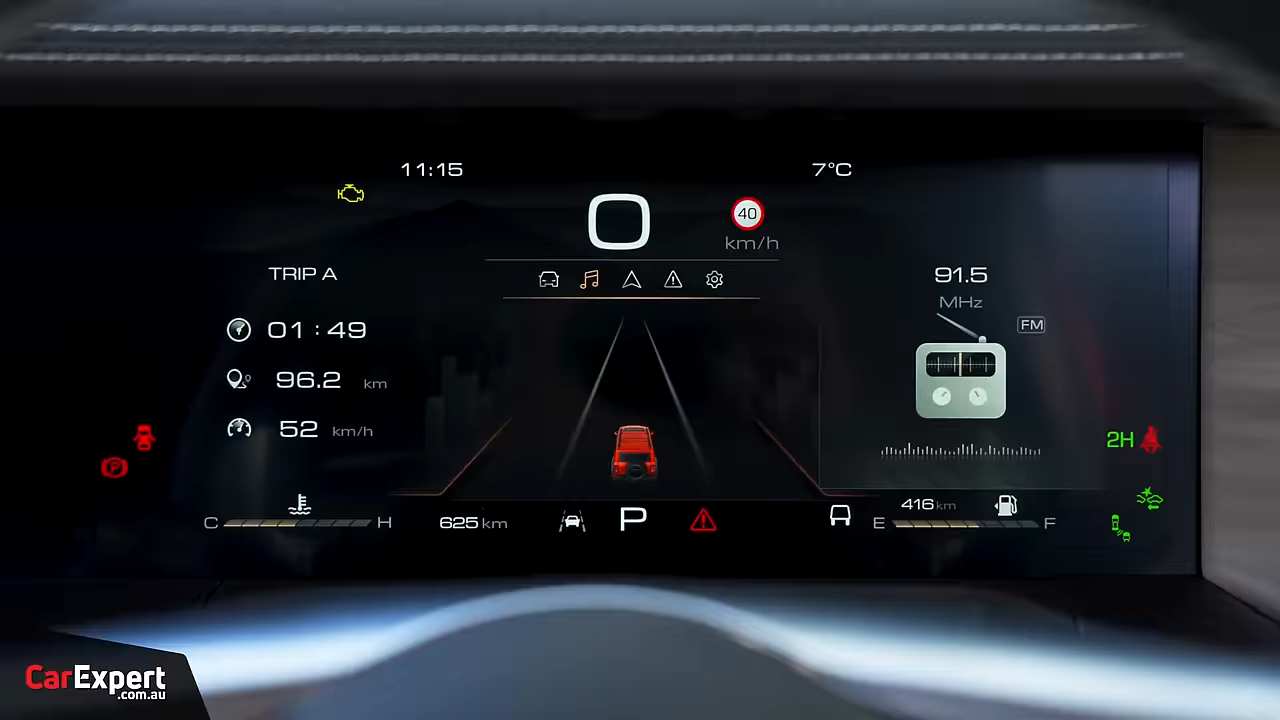 11:15
7°C
0
40
km/h
TRIP A
91.5
MHz
FM
01 : 49
96.2 km
52 km/h
2H
P
C
H
625 km
P
416 km
E
F
CarExpert
.com.au